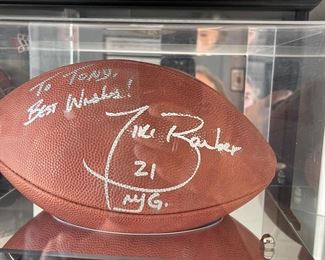 To Tony,
Best Wishes!
Tiki Barber
21
NYG.